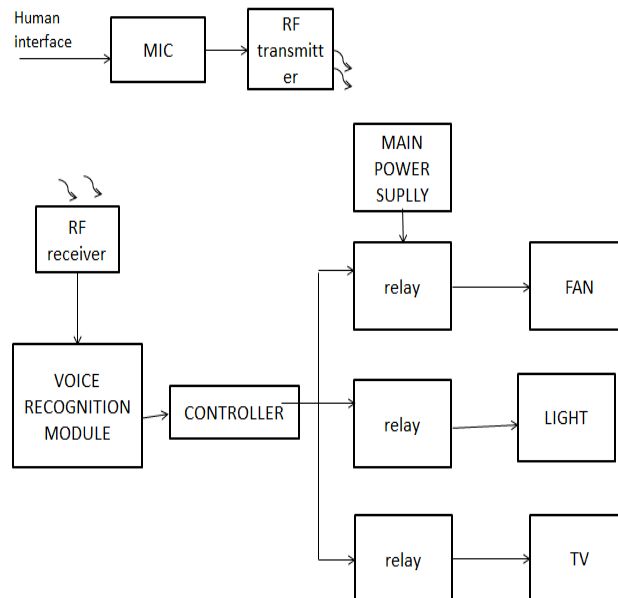 Human
interface
MIC
RF
transmitt
er
MAIN
POWER
SUPLLY
RF
receiver
relay
FAN
VOICE
RECOGNITION
MODULE
CONTROLLER
relay
LIGHT
relay
TV